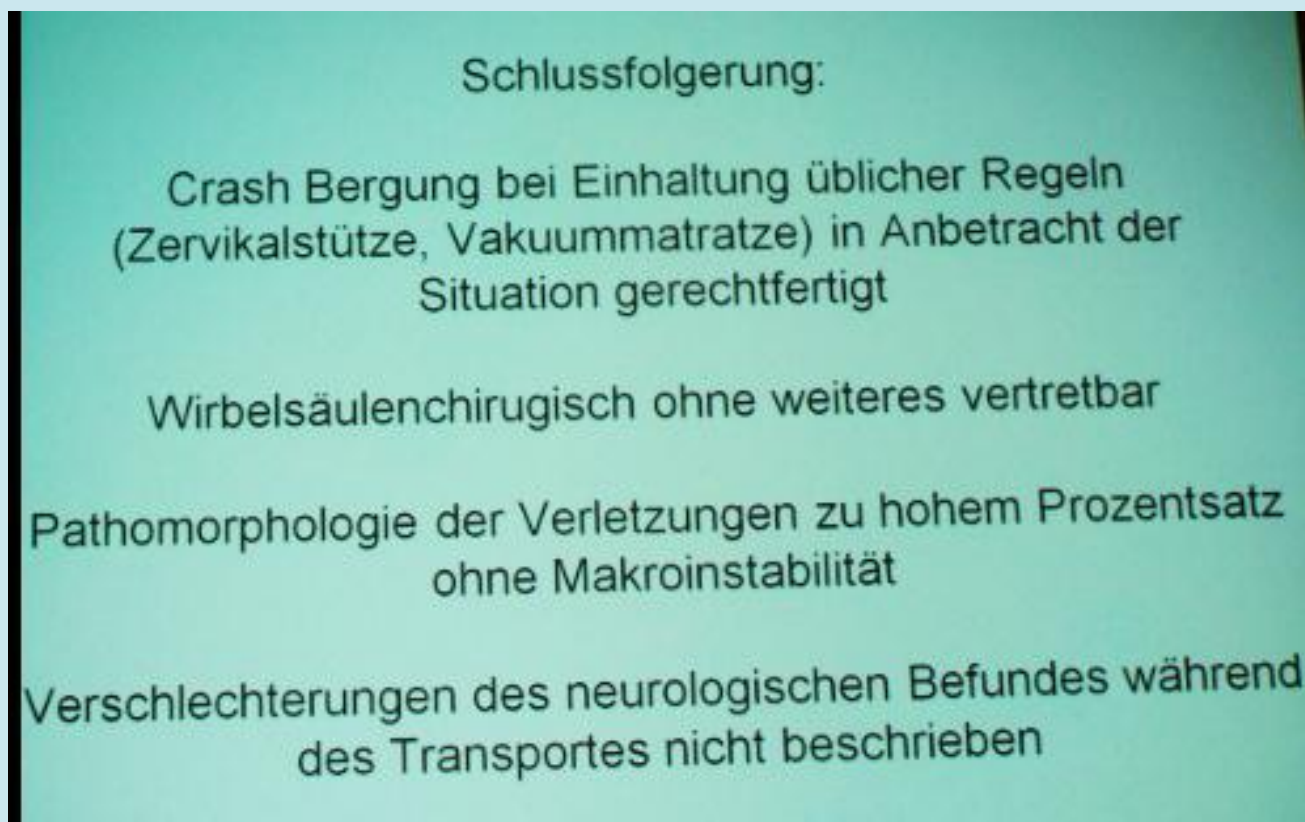 Schlussfolgerung:
Crash Bergung bei Einhaltung üblicher Regeln
(Zervikalstütze, Vakuummatratze) in Anbetracht der
Situation gerechtfertigt
Wirbelsäulenchirugisch ohne weiteres vertretbar
Pathomorphologie der Verletzungen zu hohem Prozentsatz
ohne Makroinstabilität
Verschlechterungen des neurologischen Befundes während
des Transportes nicht beschrieben